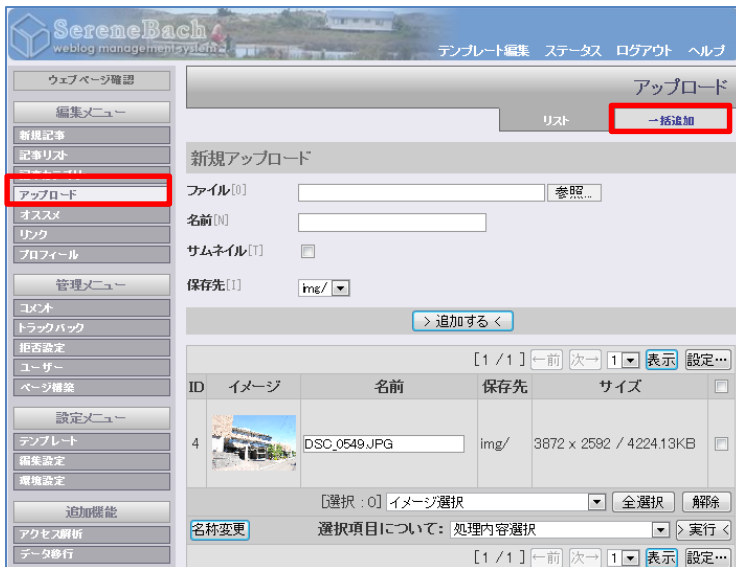 SereneBach
weblog management system
テンプレート編集 ステータス ログアウト ヘルプ
ウェブページ確認
編集メニュー
新規記事
記事リスト
記事カテゴリ
アップロード
オススメ
リンク
プロフィール
管理メニュー
コメント
トラックバック
拒否設定
ユーザー
ページ構築
設定メニュー
テンプレート
編集設定
環境設定
追加機能
アクセス解析
データ移行
アップロード
リスト 一括追加
新規アップロード
ファイル[0] 参照...
名前[N]
サムネイル[T]
保存先[I] img/
> 追加する <
[1 /1 ] ←前 次→ 1 表示 設定…
ID イメージ 名前 保存先 サイズ
4 DSC_0549.JPG img/ 3872 x 2592 / 4224.13KB
[選択 : 0] イメージ選択 全選択 解除
名称変更 選択項目について: 処理内容選択 > 実行 <
[1 /1 ] ←前 次→ 1 表示 設定…